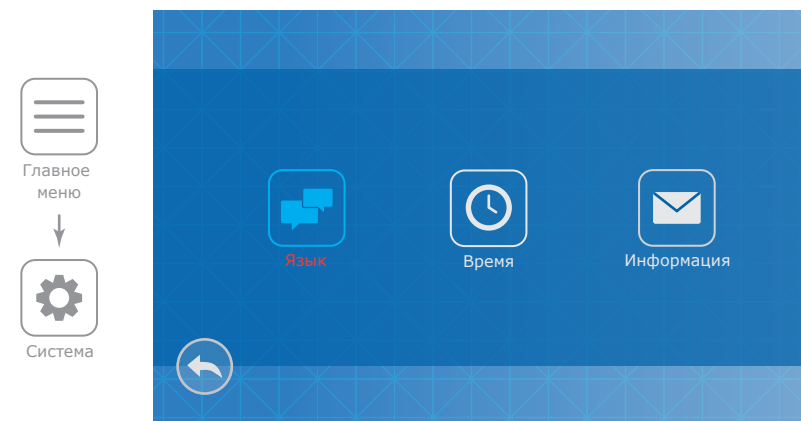 Главное
меню
Система
Язык
Время
Информация